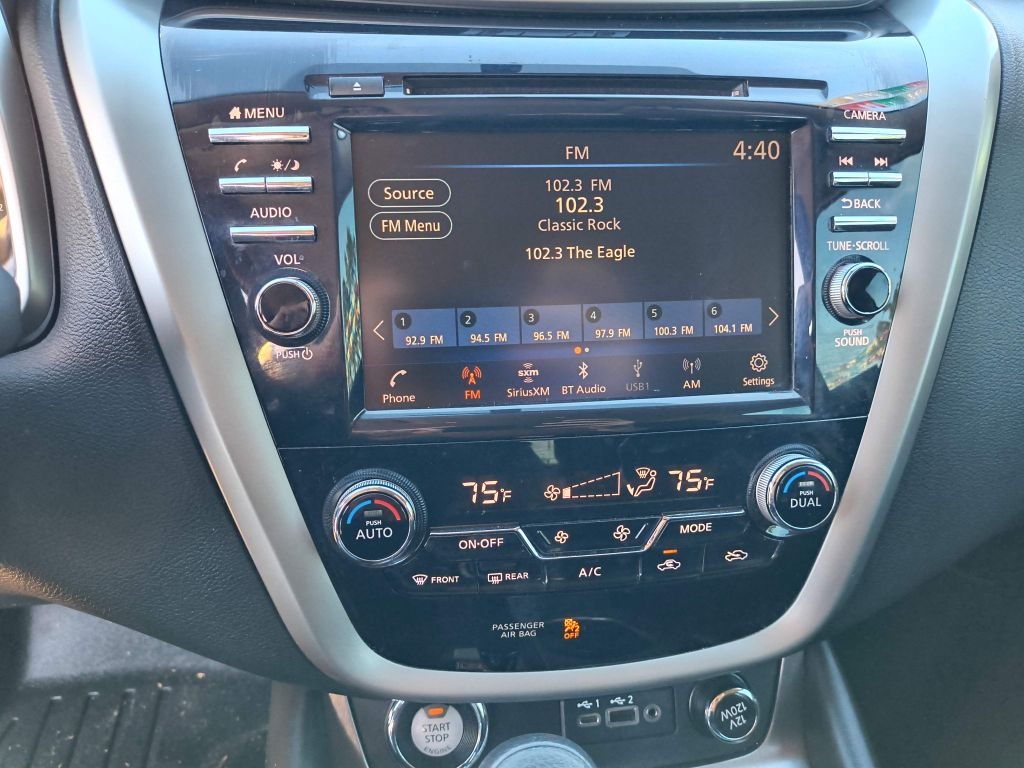 MENU
CAMERA
FM
4:40
Source
102.3 FM
102.3
BACK
AUDIO
FM Menu
Classic Rock
TUNE·SCROLL
VOL
102.3 The Eagle
PUSH
SOUND
1 2 3 4 5 6
92.9 FM 94.5 FM 96.5 FM 97.9 FM 100.3 FM 104.1 FM
PUSH
Phone FM SiriusXM BT Audio USB1 AM Settings
sxm
75°F 75°F
PUSH
AUTO
PUSH
DUAL
ON·OFF MODE
FRONT REAR A/C
PASSENGER
AIR BAG
2
OFF
START
STOP
ENGINE
1 2
12V
120W